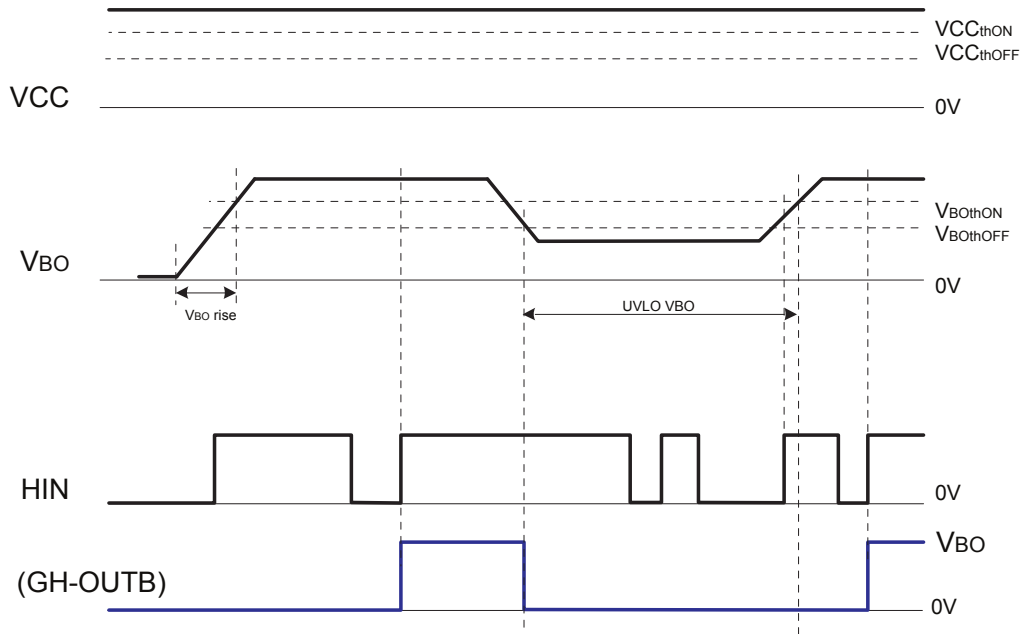 VCCthON
VCCthOFF
VCC
0V
VBOthON
VBOthOFF
VBO
0V
VBO rise
UVLO VBO
HIN
0V
VBO
(GH-OUTB)
0V